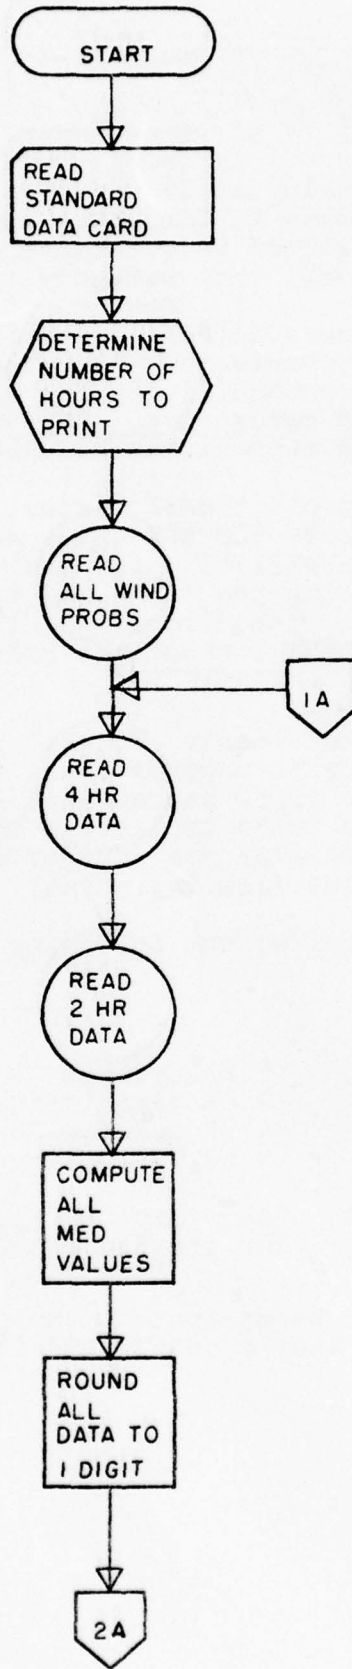 START
READ
STANDARD
DATA CARD
DETERMINE
NUMBER OF
HOURS TO
PRINT
READ
ALL WIND
PROBS
1A
READ
4 HR
DATA
READ
2 HR
DATA
COMPUTE
ALL
MED
VALUES
ROUND
ALL
DATA TO
1 DIGIT
2A